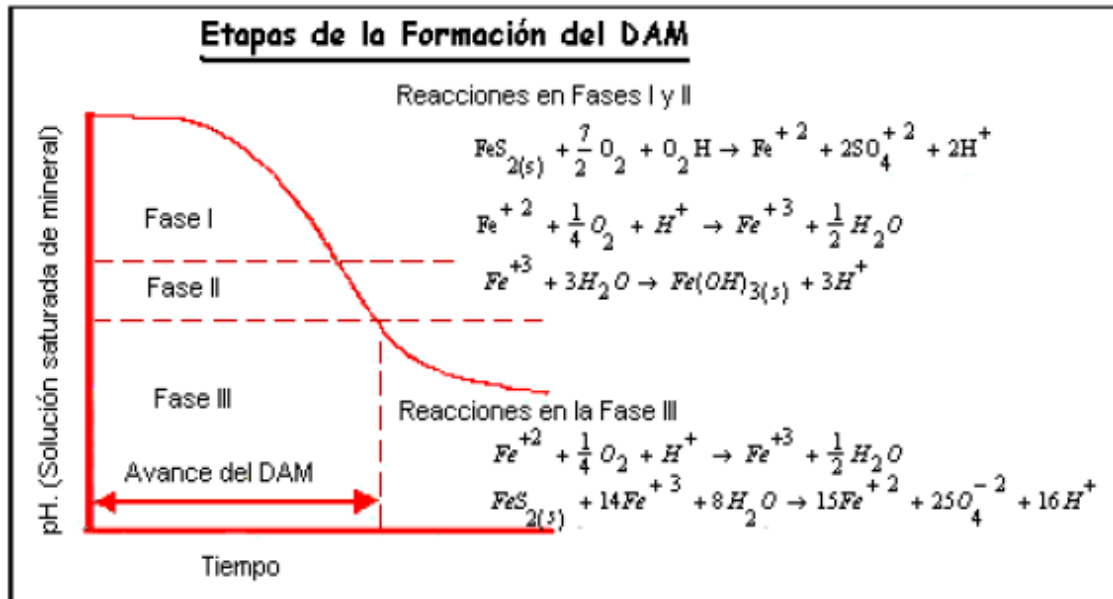 Etapas de la Formación del DAM
Reacciones en Fases I y II
FeS2(s) + 7/2 O2 + O2H → Fe+2 + 2SO4+2 + 2H+
Fase I
Fe+2 + 1/4 O2 + H+ → Fe+3 + 1/2 H2O
Fase II
Fe+3 + 3H2O → Fe(OH)3(s) + 3H+
pH. (Solución saturada de mineral)
Fase III
Reacciones en la Fase III
Fe+2 + 1/4 O2 + H+ → Fe+3 + 1/2 H2O
Avance del DAM
FeS2(s) + 14Fe+3 + 8H2O → 15Fe+2 + 2SO4-2 + 16H+
Tiempo